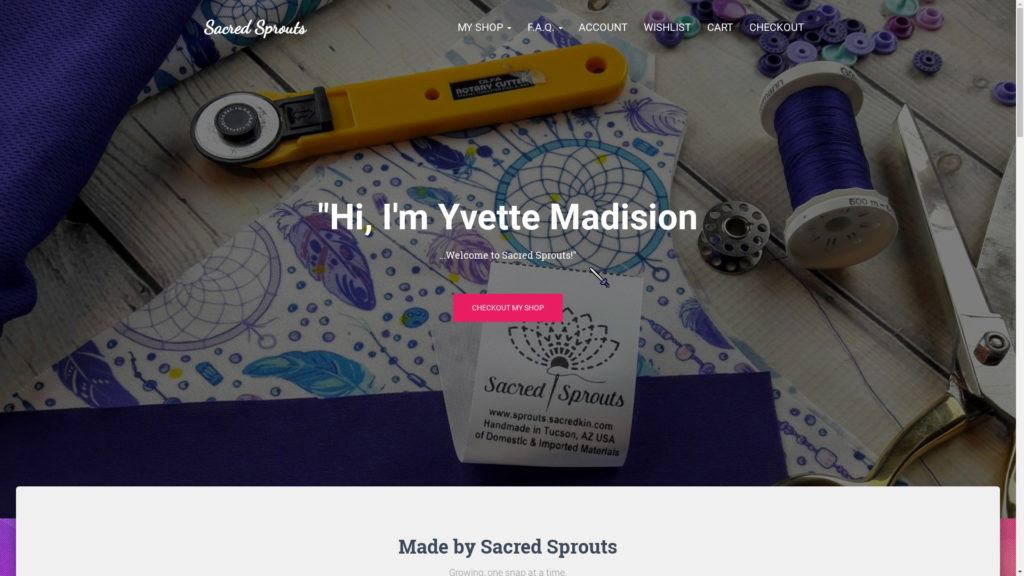 Sacred Sprouts
MY SHOP
F.A.Q.
ACCOUNT
WISHLIST
CART
CHECKOUT
OLFA
ROTARY CUTTER
500 m
"Hi, I'm Yvette Madision
...Welcome to Sacred Sprouts!"
CHECKOUT MY SHOP
Sacred Sprouts
www.sprouts.sacredkin.com
Handmade in Tucson, AZ USA
of Domestic & Imported Materials
Made by Sacred Sprouts
Growing, one snap at a time.